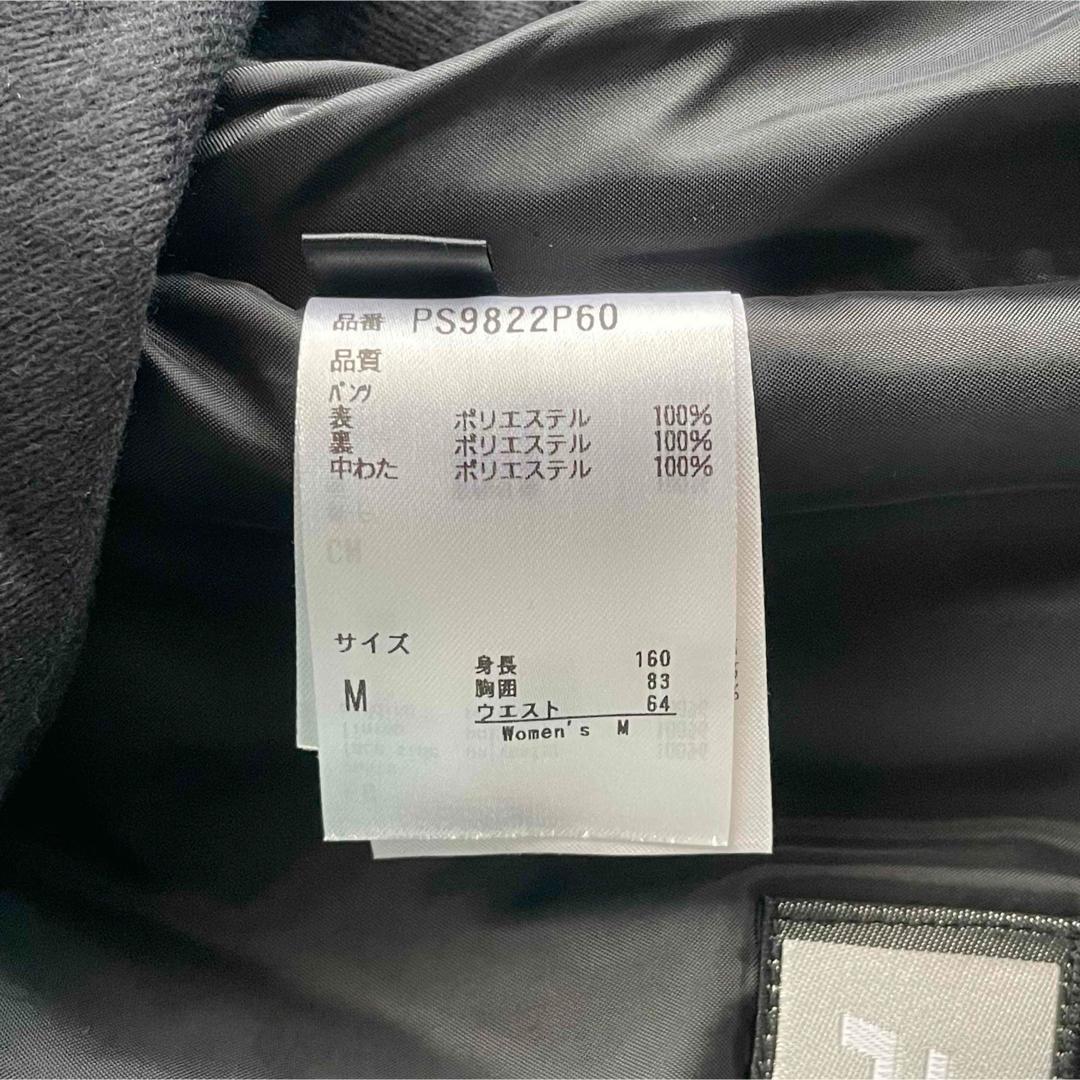 品番 PS9822P60
品質
ﾊﾟﾝﾂ
表 ポリエステル 100%
裏 ポリエステル 100%
中わた ポリエステル 100%
サイズ
M
身長 160
胸囲 83
ウエスト 64
Women's M